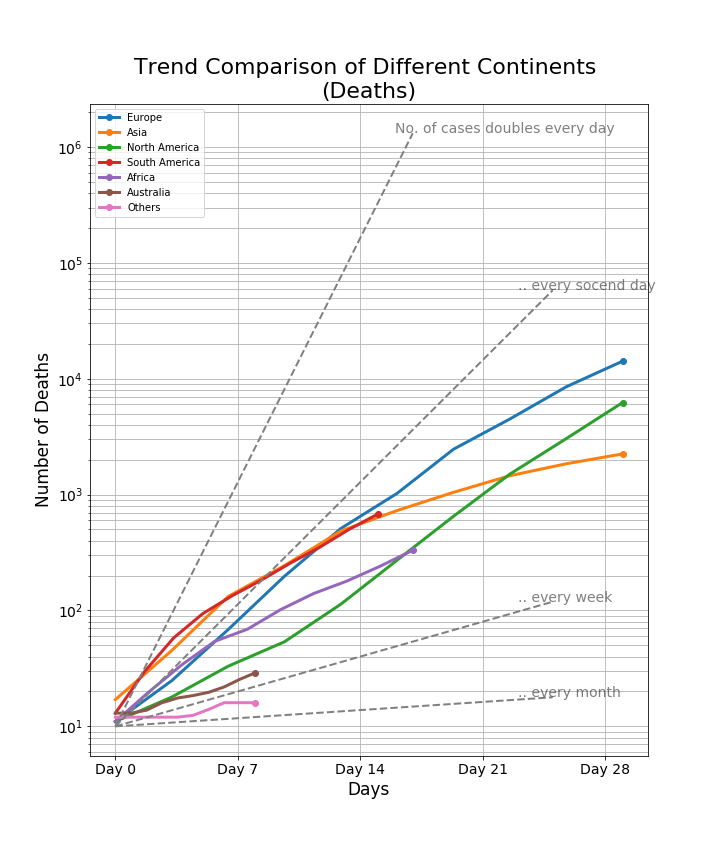 Trend Comparison of Different Continents
(Deaths)
Europe
Asia
North America
South America
Africa
Australia
Others
No. of cases doubles every day
.. every socend day
.. every week
.. every month
Number of Deaths
10^6
10^5
10^4
10^3
10^2
10^1
Day 0 Day 7 Day 14 Day 21 Day 28
Days